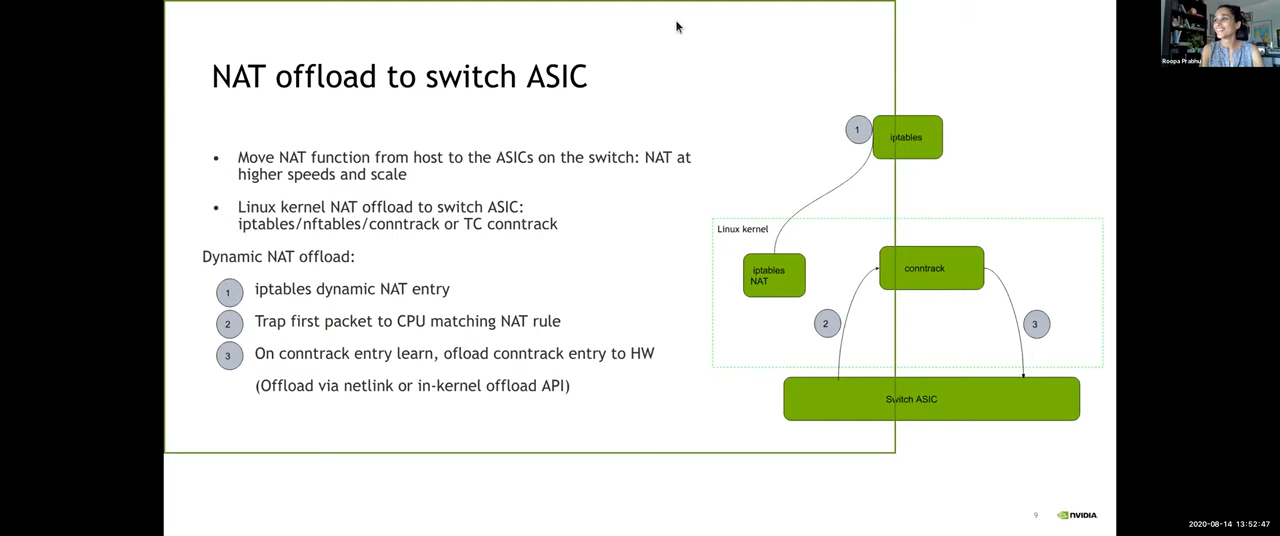 NAT offload to switch ASIC
• Move NAT function from host to the ASICs on the switch: NAT at
higher speeds and scale
• Linux kernel NAT offload to switch ASIC:
iptables/nftables/conntrack or TC conntrack
Dynamic NAT offload:
1 iptables dynamic NAT entry
2 Trap first packet to CPU matching NAT rule
3 On conntrack entry learn, ofload conntrack entry to HW
(Offload via netlink or in-kernel offload API)
1
iptables
Linux kernel
iptables
NAT
conntrack
2
3
Switch ASIC
9
NVIDIA
Roopa Prabhu
2020-08-14 13:52:47